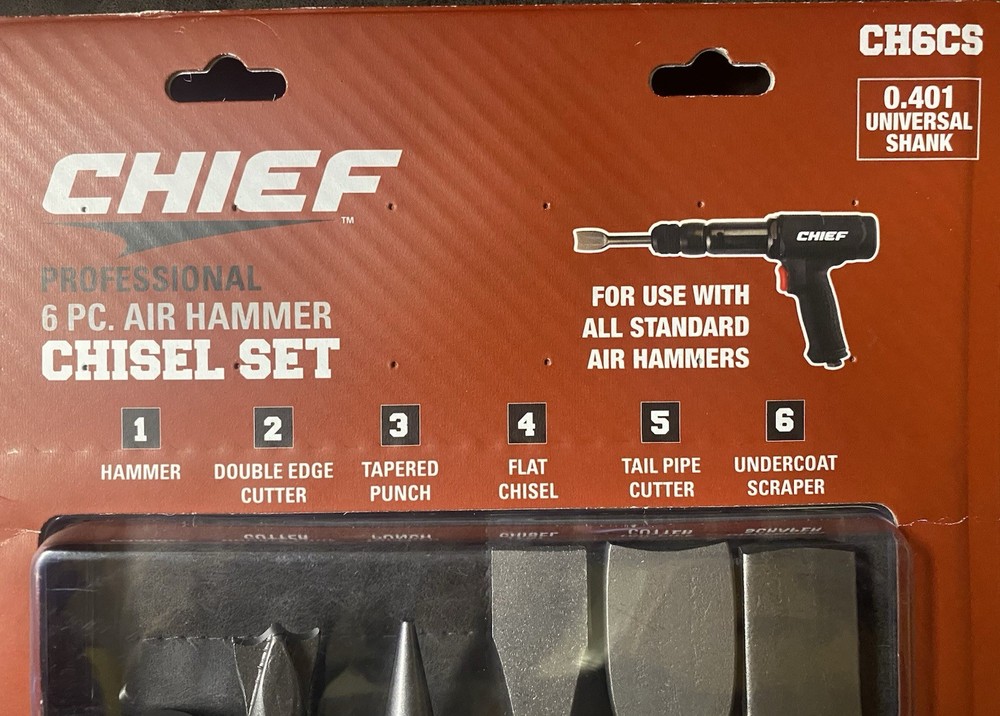 CH6CS
0.401
UNIVERSAL
SHANK
CHIEF™
PROFESSIONAL
6 PC. AIR HAMMER
CHISEL SET
CHIEF
FOR USE WITH
ALL STANDARD
AIR HAMMERS
1
HAMMER
2
DOUBLE EDGE
CUTTER
3
TAPERED
PUNCH
4
FLAT
CHISEL
5
TAIL PIPE
CUTTER
6
UNDERCOAT
SCRAPER